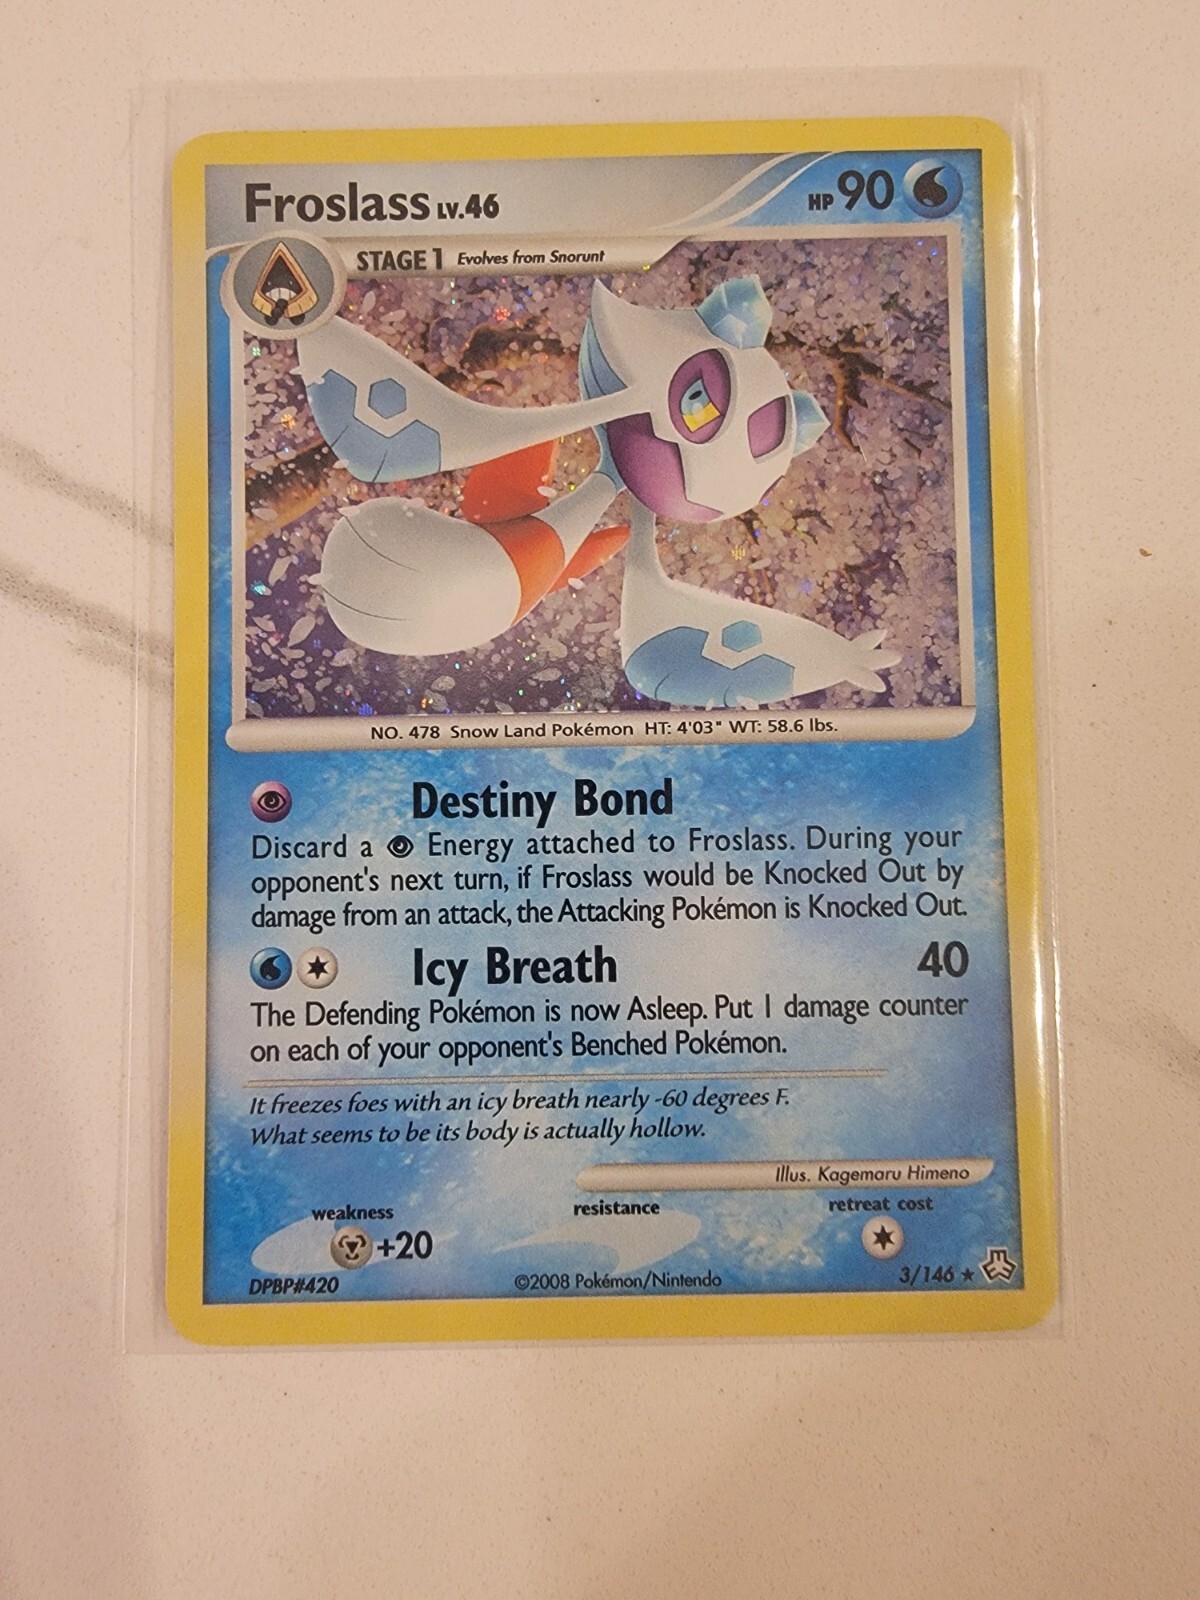 Froslass LV.46 HP 90
STAGE 1 Evolves from Snorunt
NO. 478 Snow Land Pokémon HT: 4'03" WT: 58.6 lbs.
Destiny Bond
Discard a Energy attached to Froslass. During your
opponent's next turn, if Froslass would be Knocked Out by
damage from an attack, the Attacking Pokémon is Knocked Out.
Icy Breath 40
The Defending Pokémon is now Asleep. Put 1 damage counter
on each of your opponent's Benched Pokémon.
It freezes foes with an icy breath nearly -60 degrees F.
What seems to be its body is actually hollow.
Illus. Kagemaru Himeno
weakness resistance retreat cost
+20
DPBP#420 ©2008 Pokémon/Nintendo 3/146 ★